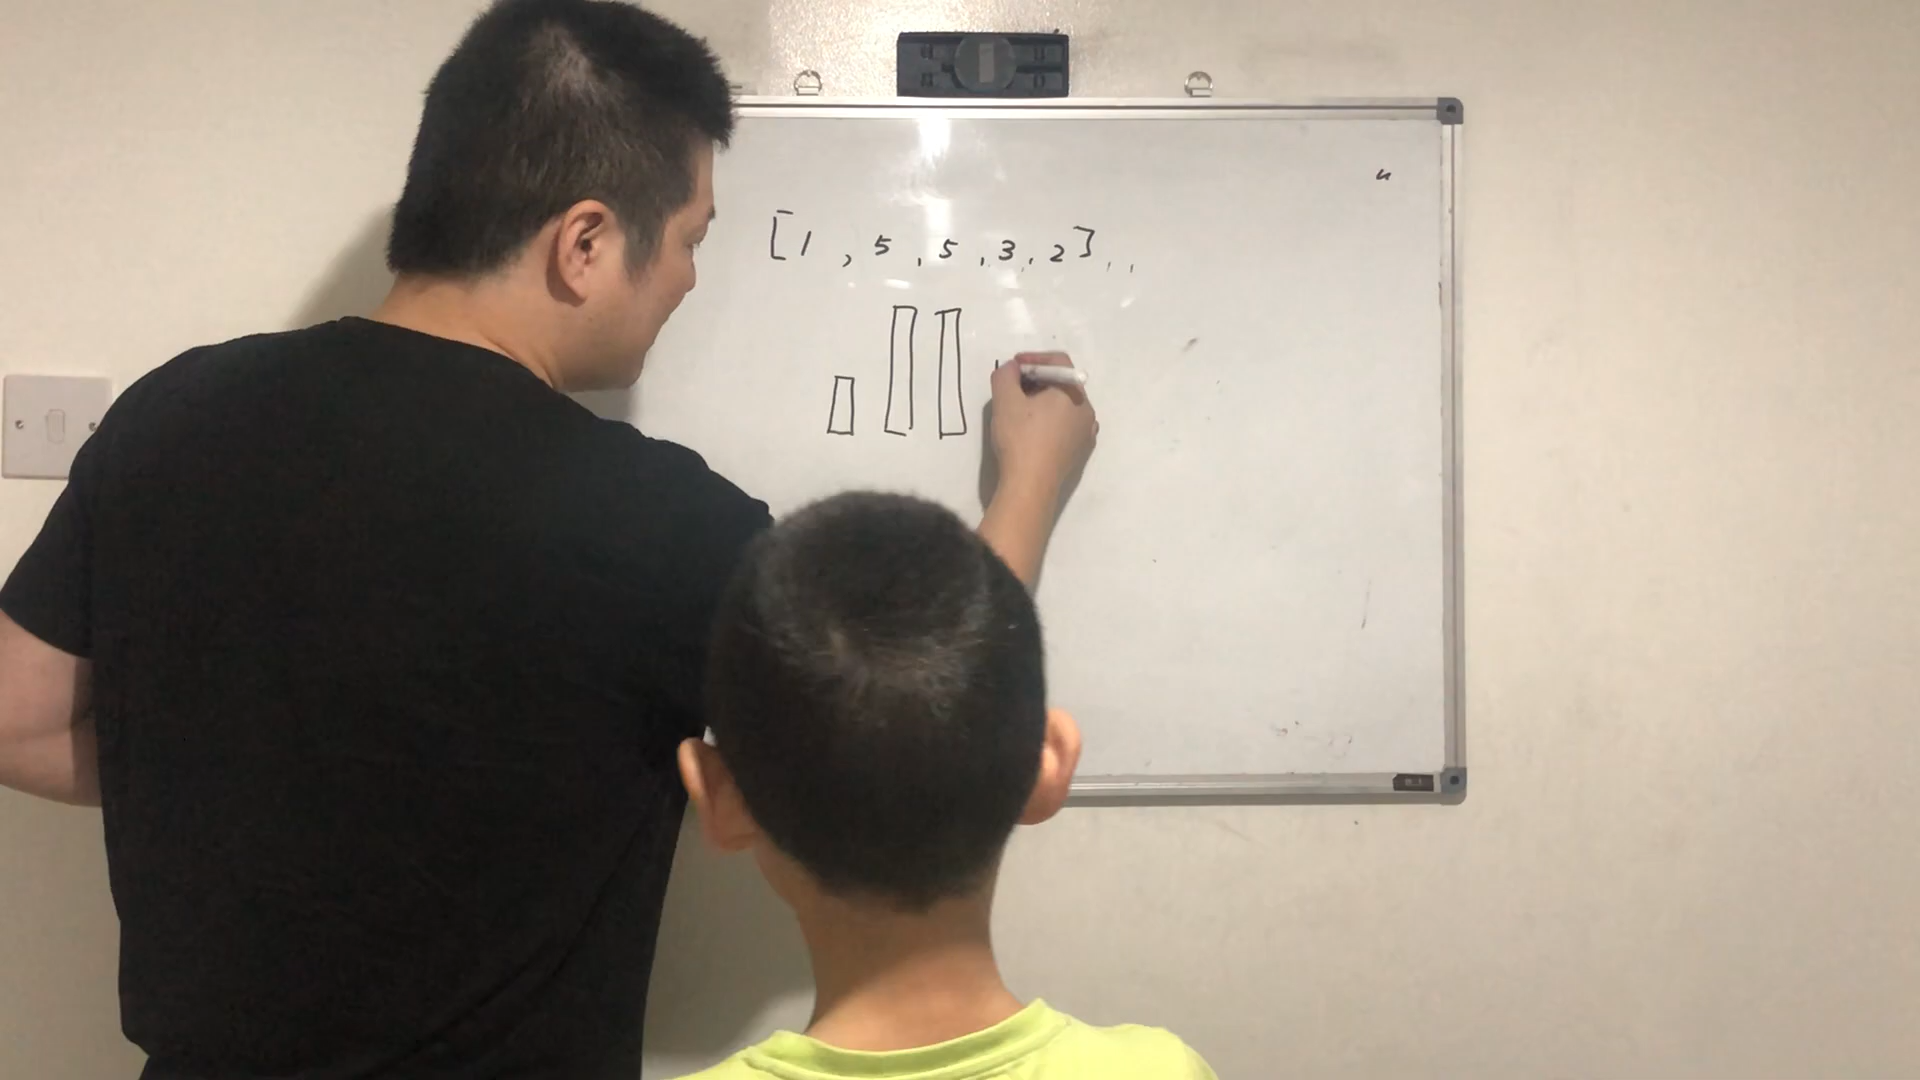 [1, 5, 5, 3, 2]